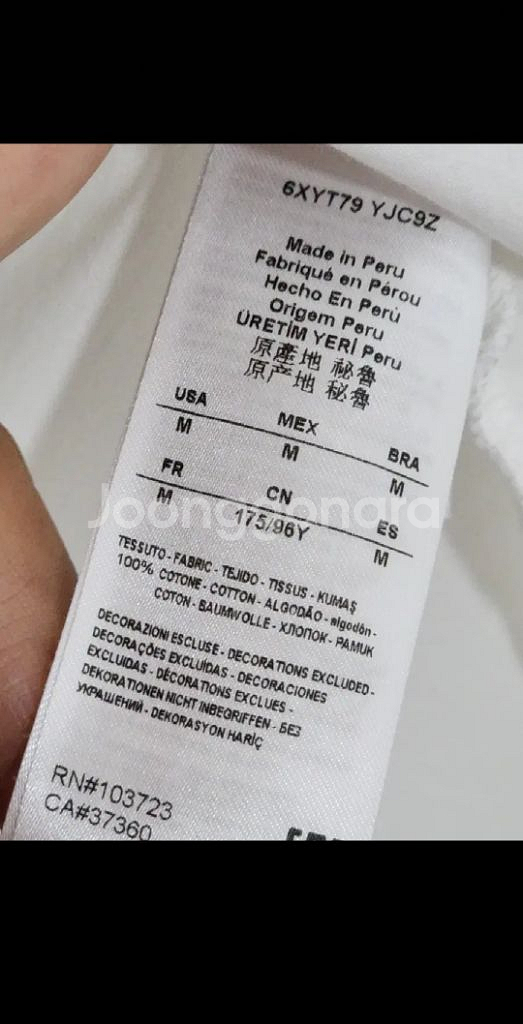 6XYT79 YJC9Z
Made in Peru
Fabriqué en Pérou
Hecho En Perú
Origem Peru
ÜRETİM YERİ Peru
原產地 秘魯
原产地 秘魯
USA MEX BRA
M M M
FR CN ES
M 175/96Y M
Joonggonara
TESSUTO - FABRIC - TEJIDO - TISSUS - KUMAŞ
100% COTONE - COTTON - ALGODÃO - algodón -
COTON - BAUMWOLLE - ХЛОПОК - PAMUK
DECORAZIONI ESCLUSE - DECORATIONS EXCLUDED -
DECORAÇÕES EXCLUÍDAS - DECORACIONES
EXCLUIDAS - DÉCORATIONS EXCLUES -
DEKORATIONEN NICHT INBEGRIFFEN - БЕЗ
УКРАШЕНИЙ - DEKORASYON HARİÇ
RN#103723
CA#37360